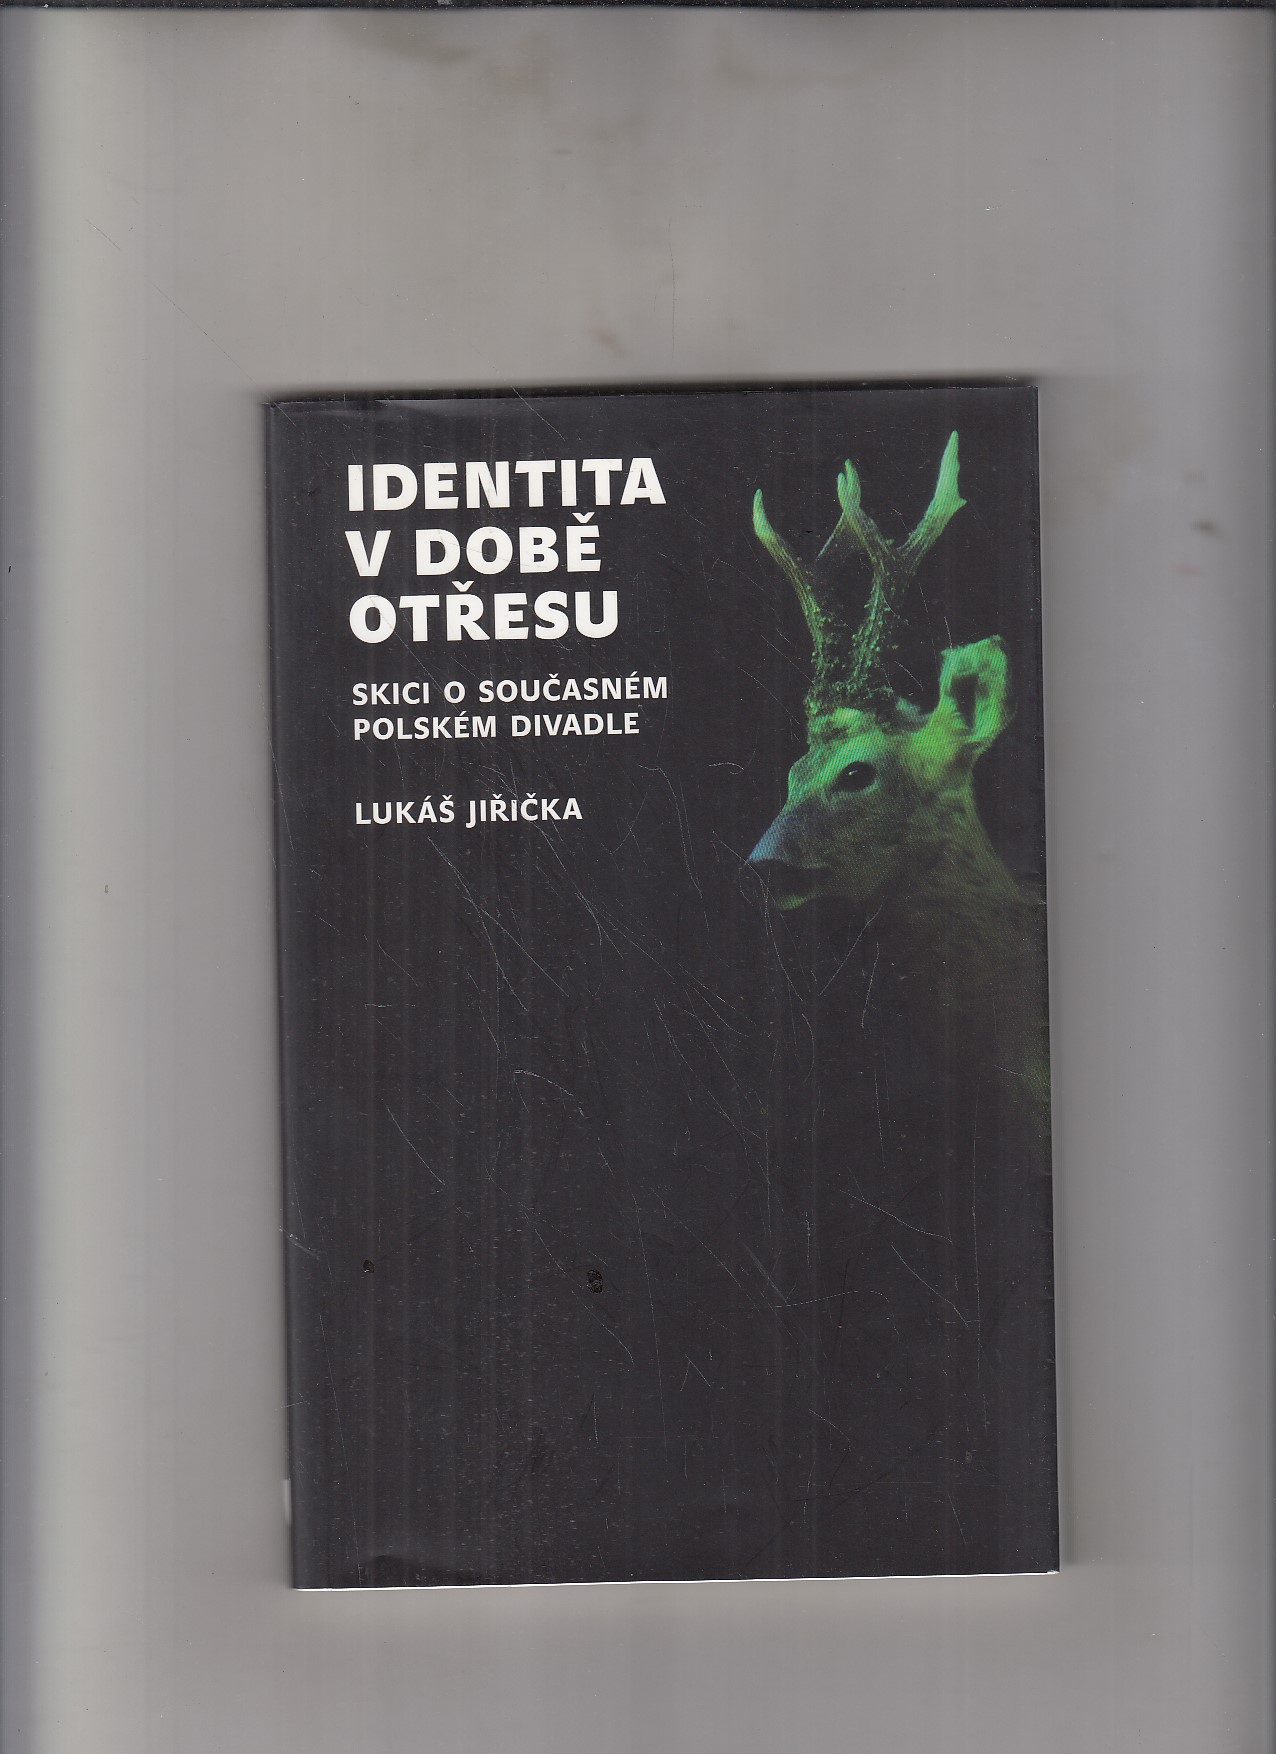 IDENTITA
V DOBĚ
OTŘESU
SKICI O SOUČASNÉM
POLSKÉM DIVADLE
LUKÁŠ JIŘIČKA